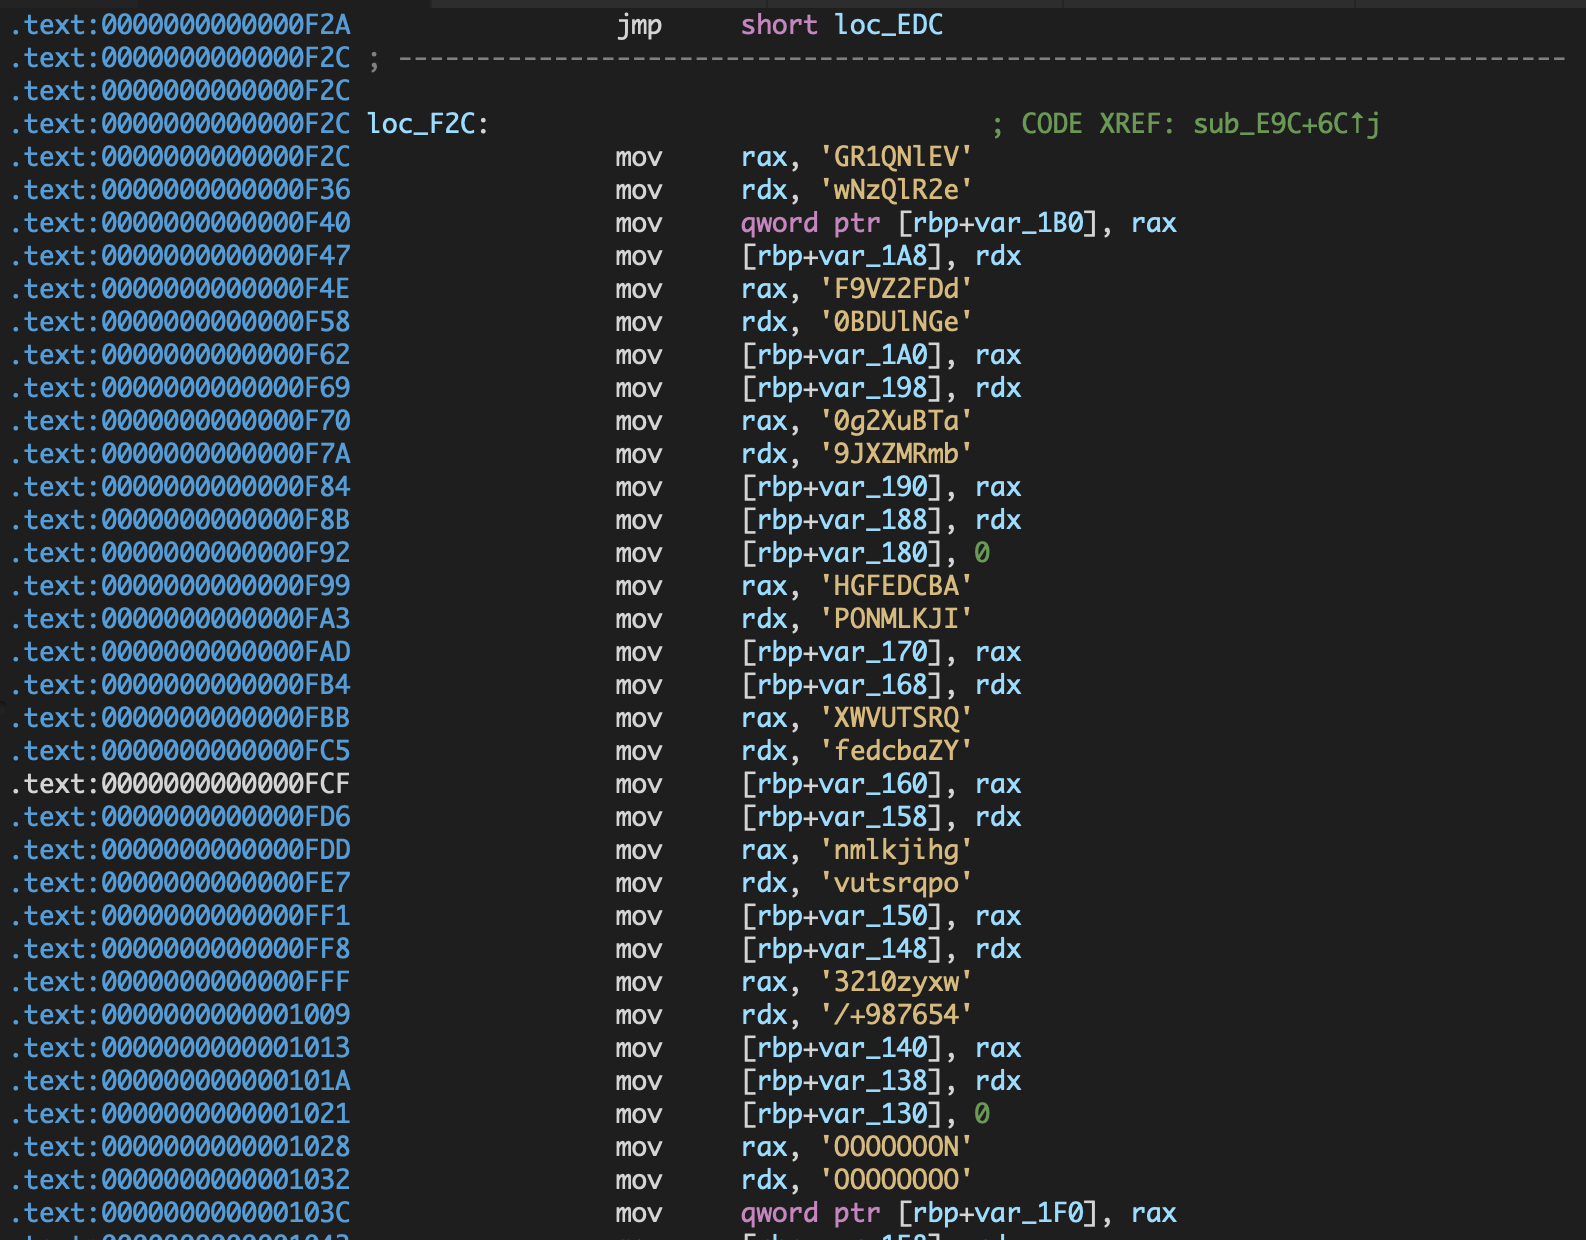 .text:0000000000000F2A                 jmp     short loc_EDC
.text:0000000000000F2C ; ---------------------------------------------------------------------------
.text:0000000000000F2C
.text:0000000000000F2C loc_F2C:                                ; CODE XREF: sub_E9C+6C↑j
.text:0000000000000F2C                 mov     rax, 'GR1QNlEV'
.text:0000000000000F36                 mov     rdx, 'wNzQlR2e'
.text:0000000000000F40                 mov     qword ptr [rbp+var_1B0], rax
.text:0000000000000F47                 mov     [rbp+var_1A8], rdx
.text:0000000000000F4E                 mov     rax, 'F9VZ2FDd'
.text:0000000000000F58                 mov     rdx, '0BDUlNGe'
.text:0000000000000F62                 mov     [rbp+var_1A0], rax
.text:0000000000000F69                 mov     [rbp+var_198], rdx
.text:0000000000000F70                 mov     rax, '0g2XuBTa'
.text:0000000000000F7A                 mov     rdx, '9JXZMRmb'
.text:0000000000000F84                 mov     [rbp+var_190], rax
.text:0000000000000F8B                 mov     [rbp+var_188], rdx
.text:0000000000000F92                 mov     [rbp+var_180], 0
.text:0000000000000F99                 mov     rax, 'HGFEDCBA'
.text:0000000000000FA3                 mov     rdx, 'PONMLKJI'
.text:0000000000000FAD                 mov     [rbp+var_170], rax
.text:0000000000000FB4                 mov     [rbp+var_168], rdx
.text:0000000000000FBB                 mov     rax, 'XWVUTSRQ'
.text:0000000000000FC5                 mov     rdx, 'fedcbaZY'
.text:0000000000000FCF                 mov     [rbp+var_160], rax
.text:0000000000000FD6                 mov     [rbp+var_158], rdx
.text:0000000000000FDD                 mov     rax, 'nmlkjihg'
.text:0000000000000FE7                 mov     rdx, 'vutsrqpo'
.text:0000000000000FF1                 mov     [rbp+var_150], rax
.text:0000000000000FF8                 mov     [rbp+var_148], rdx
.text:0000000000000FFF                 mov     rax, '3210zyxw'
.text:0000000000001009                 mov     rdx, '/+987654'
.text:0000000000001013                 mov     [rbp+var_140], rax
.text:000000000000101A                 mov     [rbp+var_138], rdx
.text:0000000000001021                 mov     [rbp+var_130], 0
.text:0000000000001028                 mov     rax, 'OOOOOOON'
.text:0000000000001032                 mov     rdx, 'OOOOOOOO'
.text:000000000000103C                 mov     qword ptr [rbp+var_1F0], rax